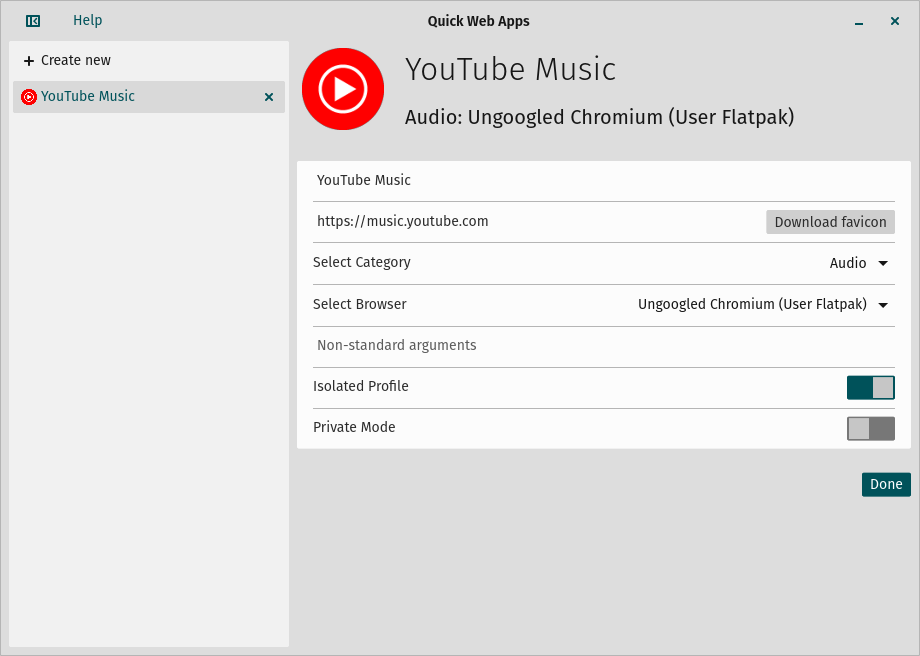 Help
Quick Web Apps
Create new
YouTube Music
YouTube Music
Audio: Ungoogled Chromium (User Flatpak)
YouTube Music
https://music.youtube.com
Download favicon
Select Category
Audio
Select Browser
Ungoogled Chromium (User Flatpak)
Non-standard arguments
Isolated Profile
Private Mode
Done